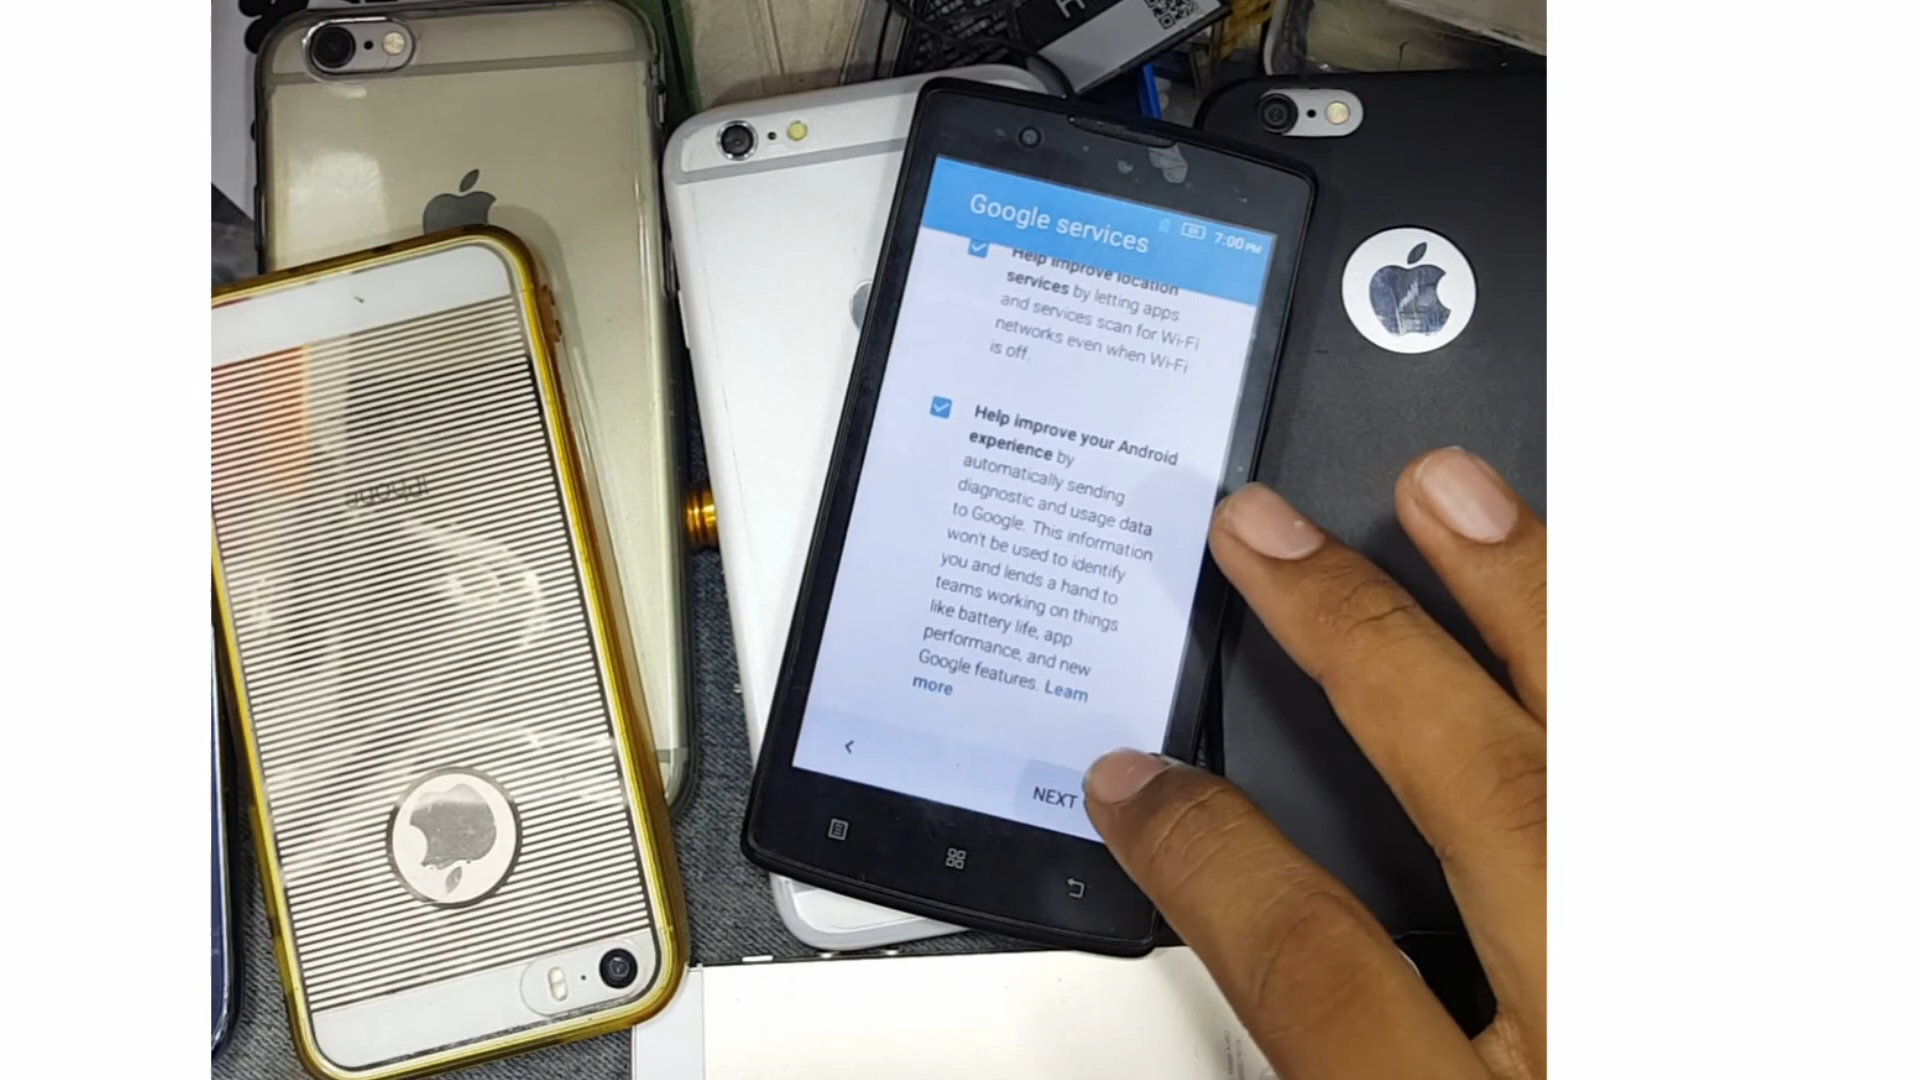 Google services
7:00 PM
Help improve location
services by letting apps
and services scan for Wi-Fi
networks even when Wi-Fi
is off.
Help improve your Android
experience by
automatically sending
diagnostic and usage data
to Google. This information
won't be used to identify
you and lends a hand to
teams working on things
like battery life, app
performance, and new
Google features. Learn
more
NEXT
iPhone